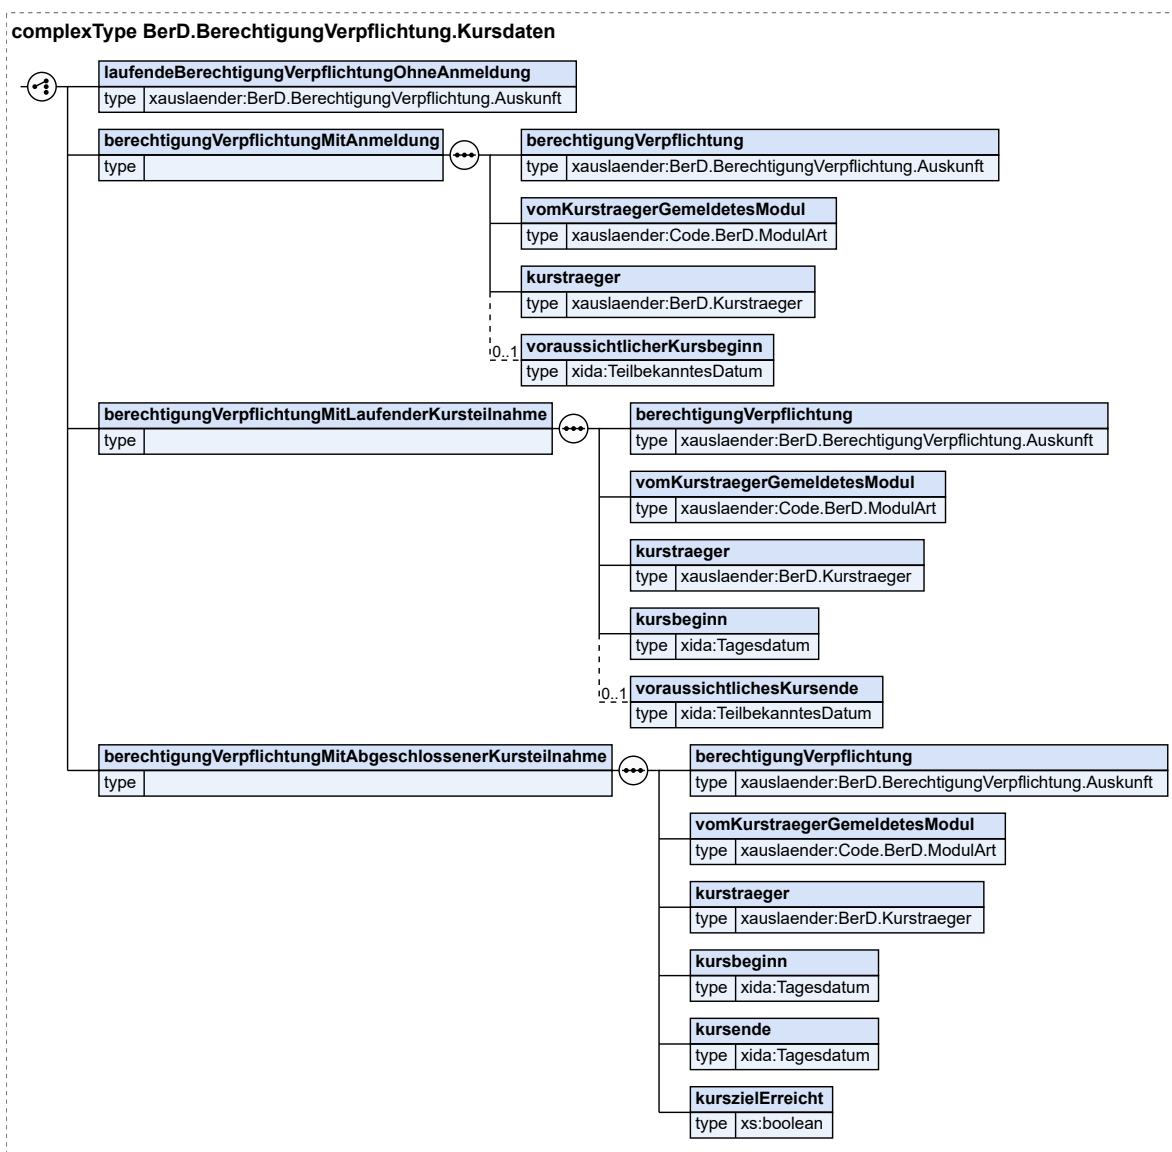 complexType BerD.BerechtigungVerpflichtung.Kursdaten
laufendeBerechtigungVerpflichtungOhneAnmeldung
type xauslaender:BerD.BerechtigungVerpflichtung.Auskunft
berechtigungVerpflichtungMitAnmeldung
type
berechtigungVerpflichtung
type xauslaender:BerD.BerechtigungVerpflichtung.Auskunft
vomKurstraegerGemeldetesModul
type xauslaender:Code.BerD.ModulArt
kurstraeger
type xauslaender:BerD.Kurstraeger
0..1
voraussichtlicherKursbeginn
type xida:TeilbekanntesDatum
berechtigungVerpflichtungMitLaufenderKursteilnahme
type
berechtigungVerpflichtung
type xauslaender:BerD.BerechtigungVerpflichtung.Auskunft
vomKurstraegerGemeldetesModul
type xauslaender:Code.BerD.ModulArt
kurstraeger
type xauslaender:BerD.Kurstraeger
kursbeginn
type xida:Tagesdatum
0..1
voraussichtlichesKursende
type xida:TeilbekanntesDatum
berechtigungVerpflichtungMitAbgeschlossenerKursteilnahme
type
berechtigungVerpflichtung
type xauslaender:BerD.BerechtigungVerpflichtung.Auskunft
vomKurstraegerGemeldetesModul
type xauslaender:Code.BerD.ModulArt
kurstraeger
type xauslaender:BerD.Kurstraeger
kursbeginn
type xida:Tagesdatum
kursende
type xida:Tagesdatum
kurszielErreicht
type xs:boolean